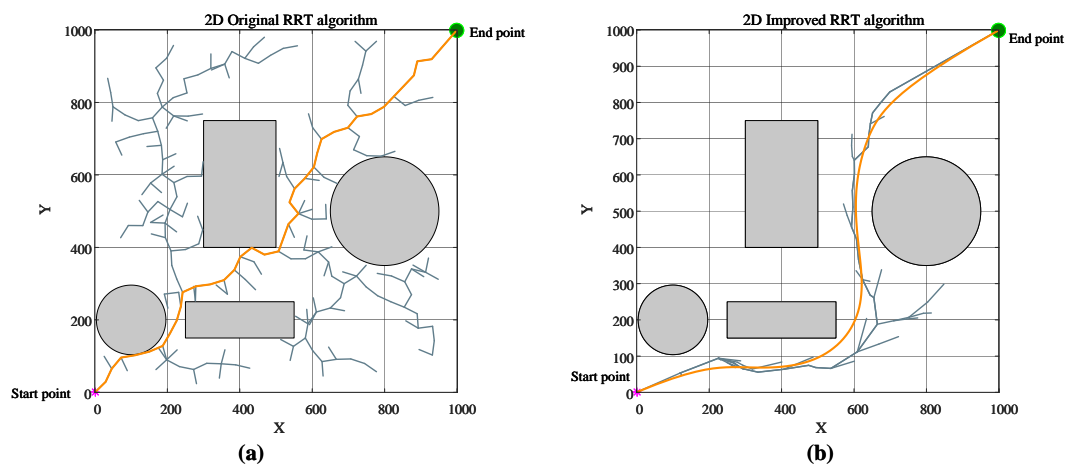 2D Original RRT algorithm
1000
End point
800
600
Y
400
200
Start point
0
0 200 400 600 800 1000
X
(a)
2D Improved RRT algorithm
1000
End point
900
800
700
600
Y
500
400
300
200
100
Start point
0
0 200 400 600 800 1000
X
(b)